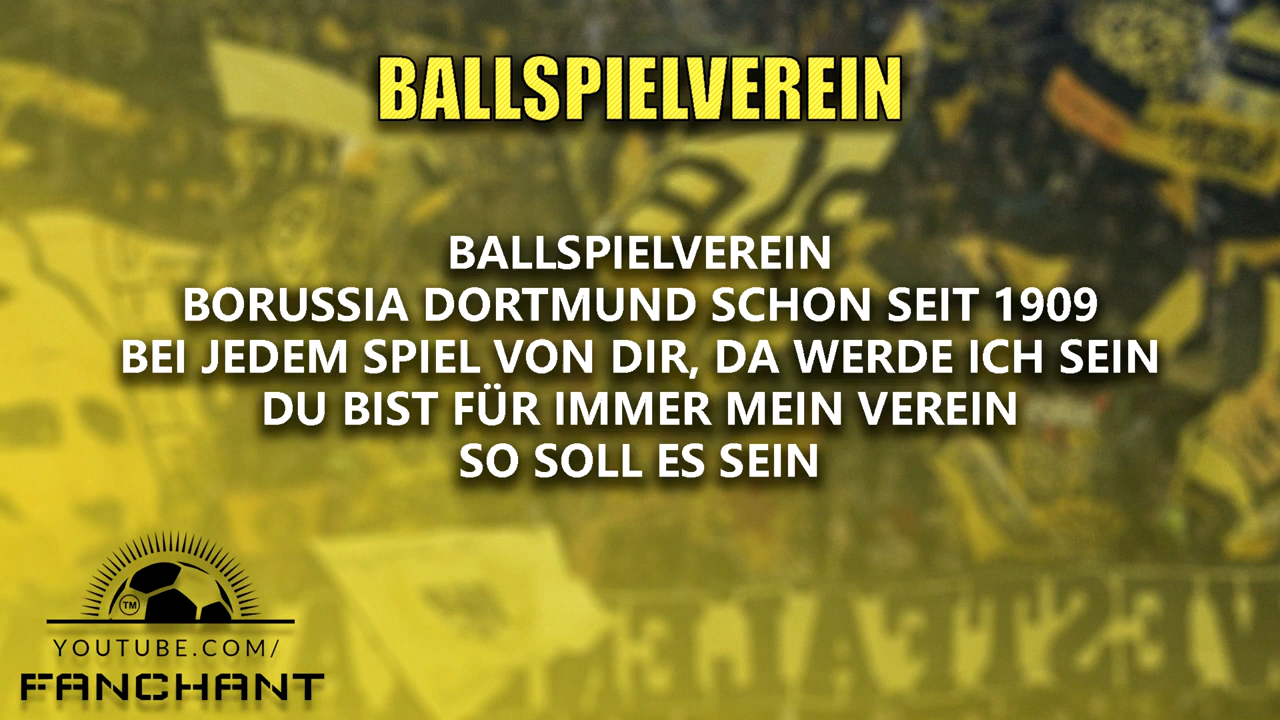 BALLSPIELVEREIN
BALLSPIELVEREIN
BORUSSIA DORTMUND SCHON SEIT 1909
BEI JEDEM SPIEL VON DIR, DA WERDE ICH SEIN
DU BIST FÜR IMMER MEIN VEREIN
SO SOLL ES SEIN
TM
YOUTUBE.COM/
FANCHANT